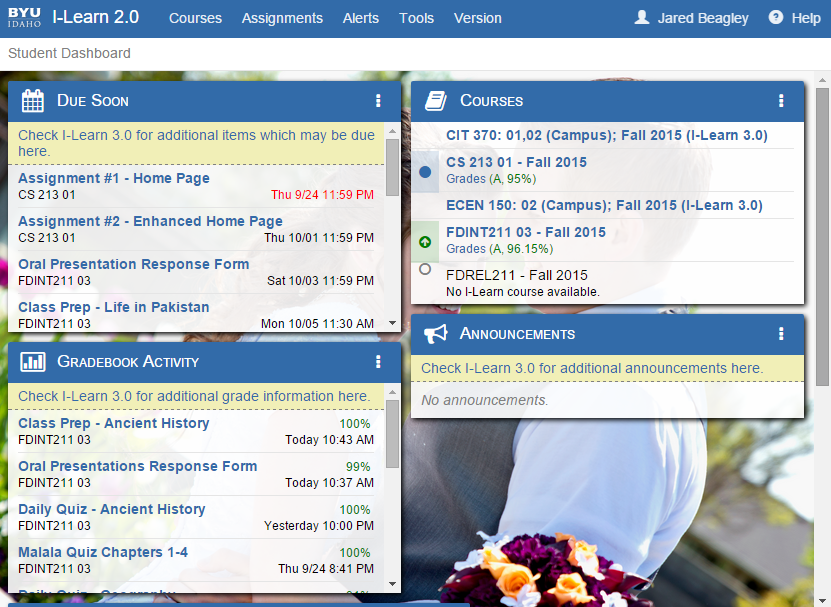 BYU
IDAHO
I-Learn 2.0 Courses Assignments Alerts Tools Version Jared Beagley Help
Student Dashboard
Due Soon
Check I-Learn 3.0 for additional items which may be due
here.
Assignment #1 - Home Page
CS 213 01 Thu 9/24 11:59 PM
Assignment #2 - Enhanced Home Page
CS 213 01 Thu 10/01 11:59 PM
Oral Presentation Response Form
FDINT211 03 Sat 10/03 11:59 PM
Class Prep - Life in Pakistan
FDINT211 03 Mon 10/05 11:30 AM
Gradebook Activity
Check I-Learn 3.0 for additional grade information here.
Class Prep - Ancient History 100%
FDINT211 03 Today 10:43 AM
Oral Presentations Response Form 99%
FDINT211 03 Today 10:37 AM
Daily Quiz - Ancient History 100%
FDINT211 03 Yesterday 10:00 PM
Malala Quiz Chapters 1-4 100%
FDINT211 03 Thu 9/24 8:41 PM
Daily Quiz - Geography
Courses
CIT 370: 01,02 (Campus); Fall 2015 (I-Learn 3.0)
CS 213 01 - Fall 2015
Grades (A, 95%)
ECEN 150: 02 (Campus); Fall 2015 (I-Learn 3.0)
FDINT211 03 - Fall 2015
Grades (A, 96.15%)
FDREL211 - Fall 2015
No I-Learn course available.
Announcements
Check I-Learn 3.0 for additional announcements here.
No announcements.